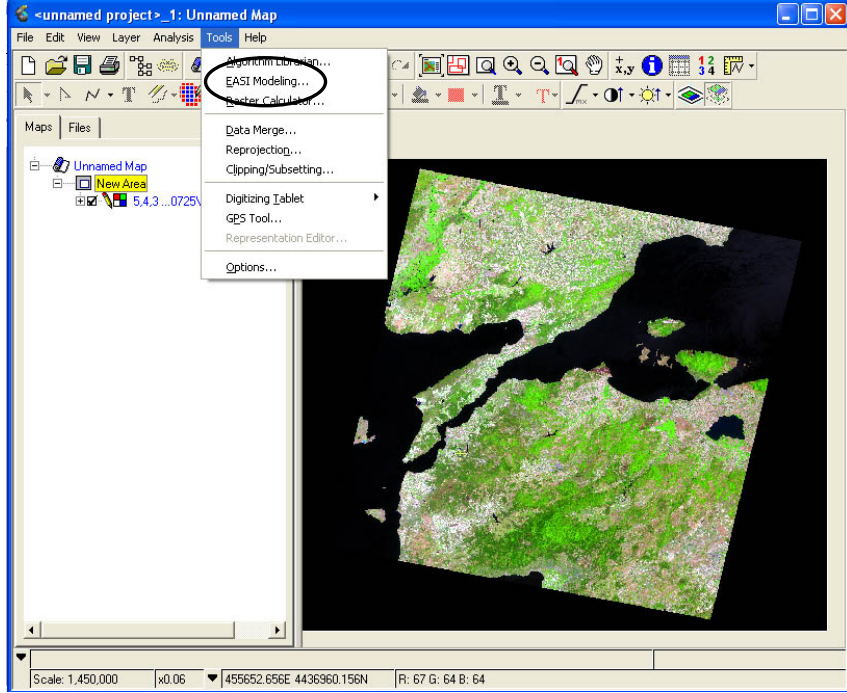 <unnamed project>_1: Unnamed Map
File Edit View Layer Analysis Tools Help
Algorithm Librarian...
EASI Modeling...
Raster Calculator...
Data Merge...
Reprojection...
Clipping/Subsetting...
Digitizing Tablet
GPS Tool...
Representation Editor...
Options...
Maps Files
Unnamed Map
New Area
5,4,3 ...0725\
Scale: 1,450,000 x0.06 455652.656E 4436960.156N R: 67 G: 64 B: 64